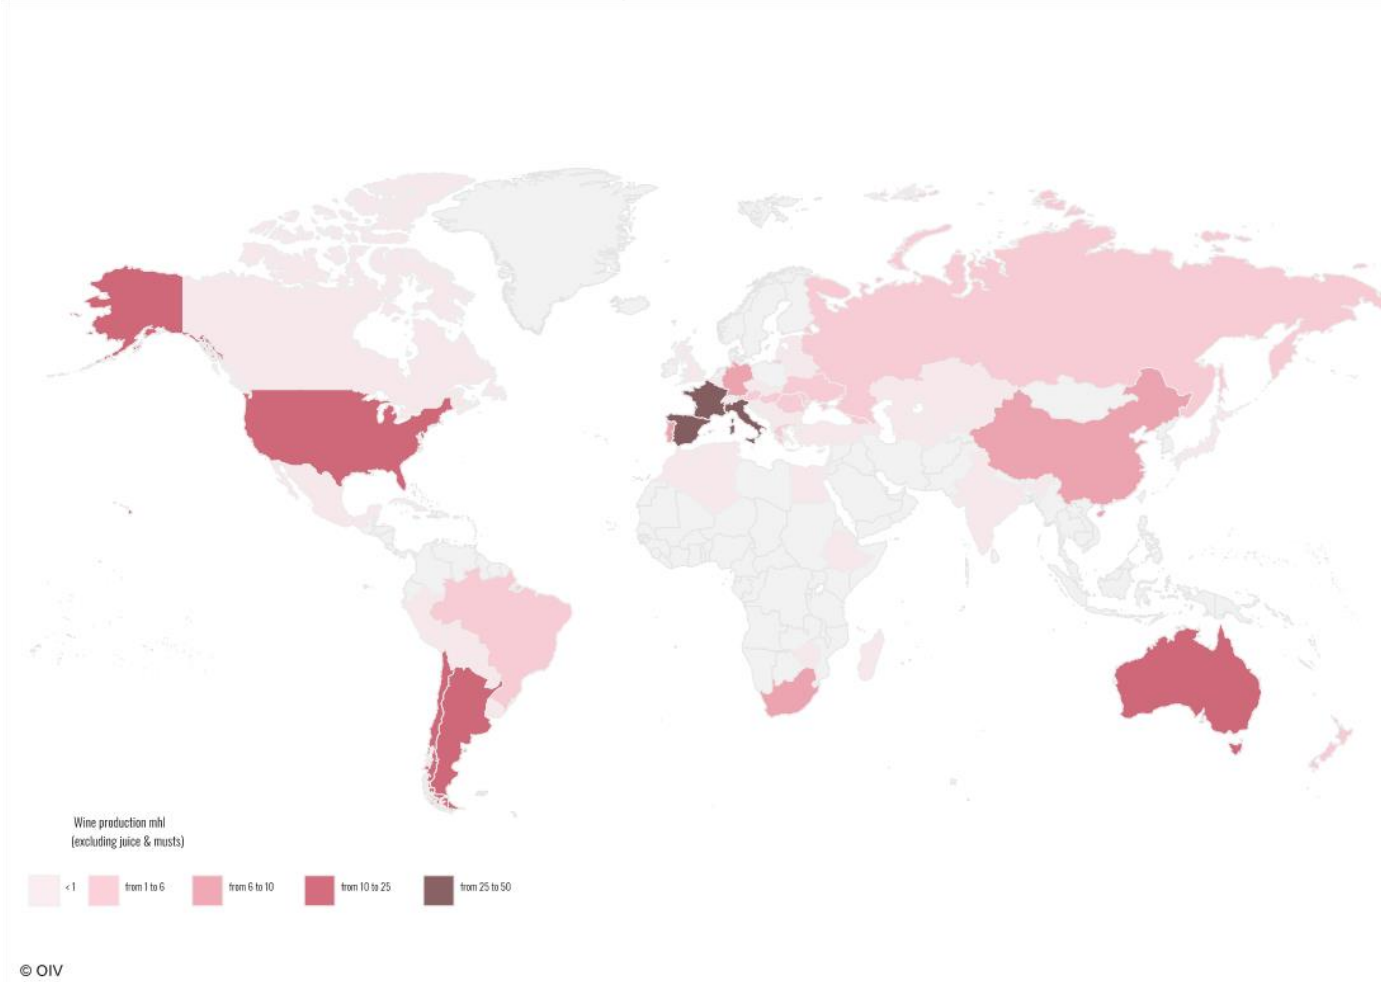 Wine production mhl
(excluding juice & musts)
< 1
from 1 to 6
from 6 to 10
from 10 to 25
from 25 to 50
© OIV